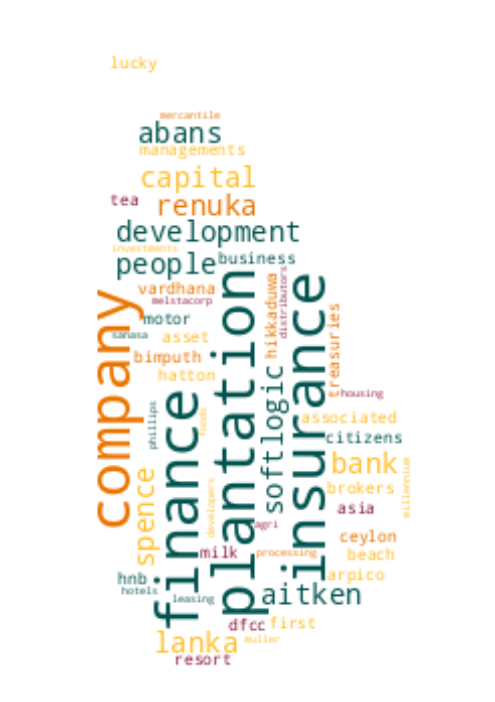 lucky
mercantile
abans
managements
capital
tea
renuka
development
investments
people
business
vardhana
melstacorp
distributors
hikkaduwa
plantation
insurance
company
motor
treasuries
sanasa
asset
bimputh
hatton
softlogic
housing
finance
phillips
foods
associated
citizens
bank
millennium
spence
developers
brokers
asia
agri
ceylon
milk
processing
beach
hnb
arpico
hotels
leasing
aitken
dfcc
first
lanka
muller
resort